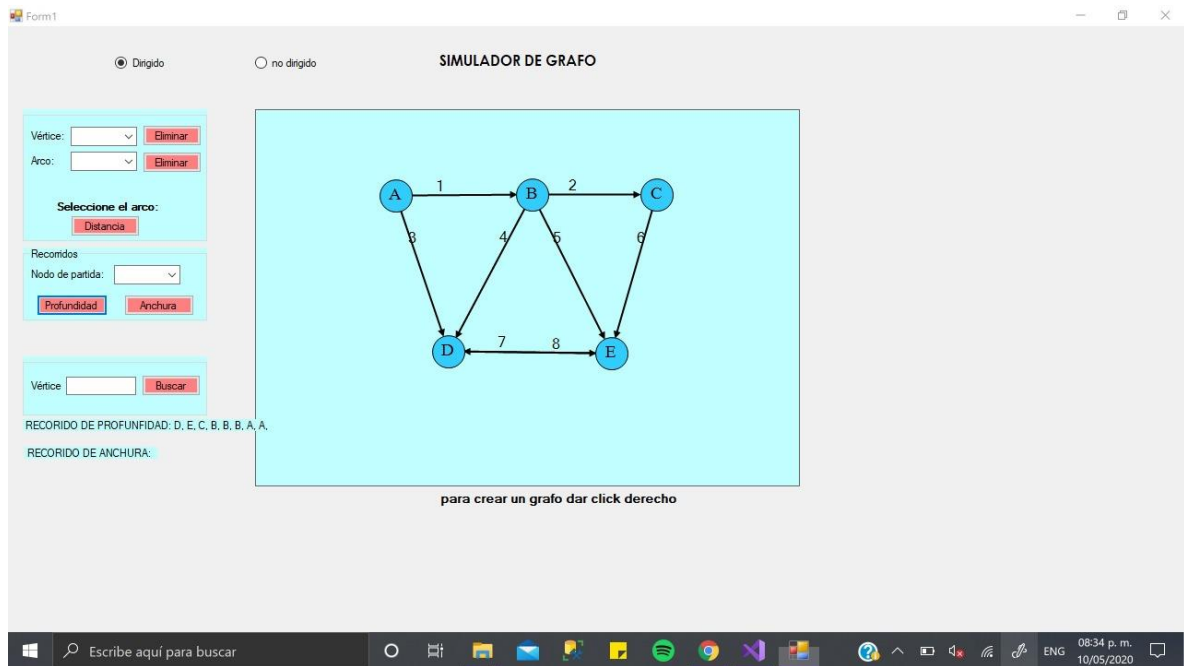 Form1
Dirigido
no dirigido
SIMULADOR DE GRAFO
Vértice:
Eliminar
Arco:
Eliminar
Seleccione el arco:
Distancia
Recorridos
Nodo de partida:
Profundidad
Anchura
Vértice
Buscar
RECORIDO DE PROFUNFIDAD: D, E, C, B, B, B, A, A,
RECORIDO DE ANCHURA:
A 1 B 2 C
3 4 5 6
D 7 8 E
para crear un grafo dar click derecho
Escribe aquí para buscar
ENG
08:34 p. m.
10/05/2020